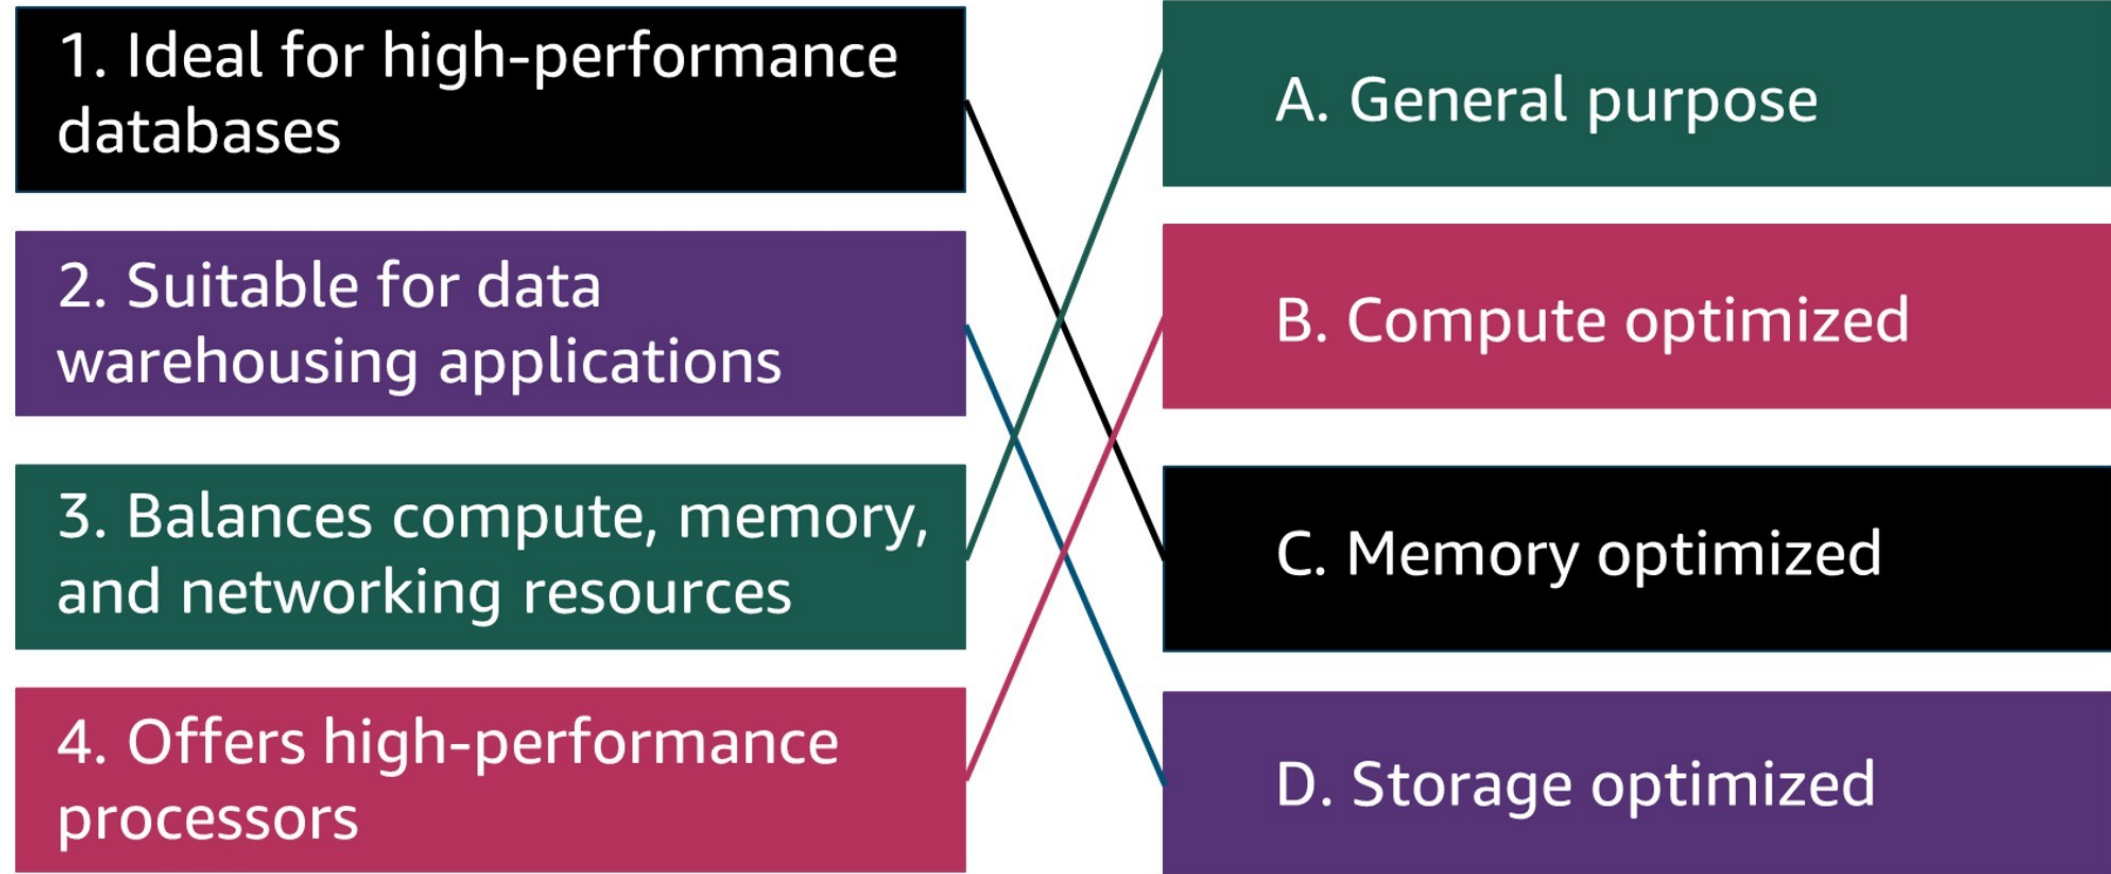 1. Ideal for high-performance
databases
2. Suitable for data
warehousing applications
3. Balances compute, memory,
and networking resources
4. Offers high-performance
processors
A. General purpose
B. Compute optimized
C. Memory optimized
D. Storage optimized